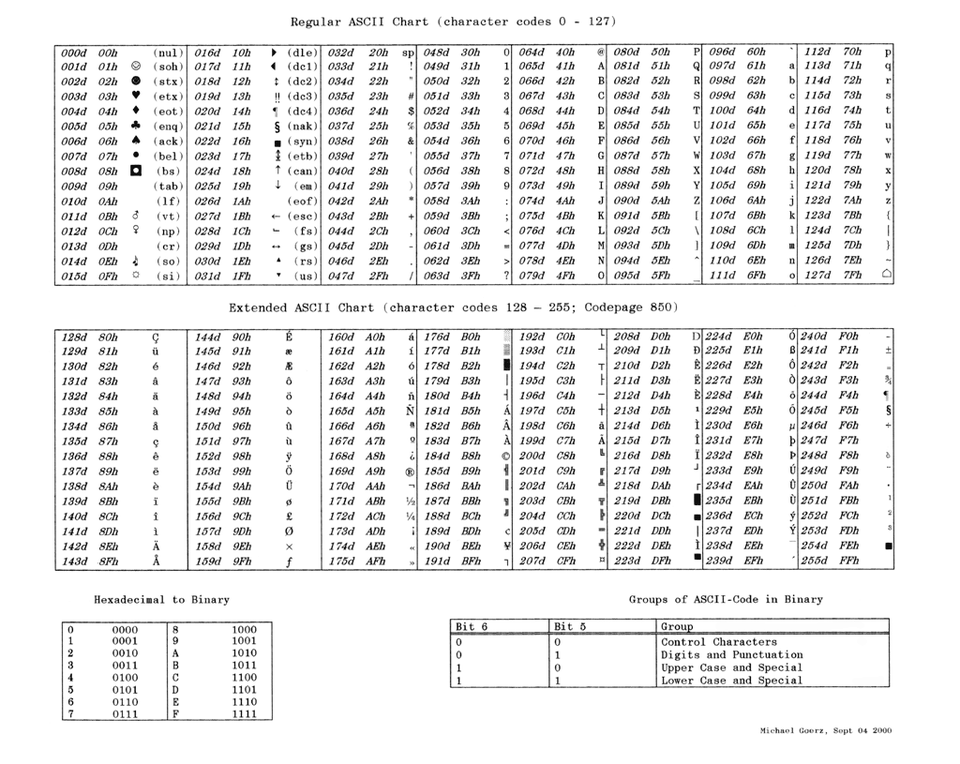 Regular ASCII Chart (character codes 0 - 127)
000d 00h (nul) 016d 10h ► (dle) 032d 20h sp 048d 30h 0 064d 40h @ 080d 50h P 096d 60h ` 112d 70h p
001d 01h ☺ (soh) 017d 11h ◄ (dc1) 033d 21h ! 049d 31h 1 065d 41h A 081d 51h Q 097d 61h a 113d 71h q
002d 02h ☻ (stx) 018d 12h ↕ (dc2) 034d 22h " 050d 32h 2 066d 42h B 082d 52h R 098d 62h b 114d 72h r
003d 03h ♥ (etx) 019d 13h ‼ (dc3) 035d 23h # 051d 33h 3 067d 43h C 083d 53h S 099d 63h c 115d 73h s
004d 04h ♦ (eot) 020d 14h ¶ (dc4) 036d 24h $ 052d 34h 4 068d 44h D 084d 54h T 100d 64h d 116d 74h t
005d 05h ♣ (enq) 021d 15h § (nak) 037d 25h % 053d 35h 5 069d 45h E 085d 55h U 101d 65h e 117d 75h u
006d 06h ♠ (ack) 022d 16h ▬ (syn) 038d 26h & 054d 36h 6 070d 46h F 086d 56h V 102d 66h f 118d 76h v
007d 07h • (bel) 023d 17h ↨ (etb) 039d 27h ' 055d 37h 7 071d 47h G 087d 57h W 103d 67h g 119d 77h w
008d 08h ◘ (bs) 024d 18h ↑ (can) 040d 28h ( 056d 38h 8 072d 48h H 088d 58h X 104d 68h h 120d 78h x
009d 09h (tab) 025d 19h ↓ (em) 041d 29h ) 057d 39h 9 073d 49h I 089d 59h Y 105d 69h i 121d 79h y
010d 0Ah (lf) 026d 1Ah (eof) 042d 2Ah * 058d 3Ah : 074d 4Ah J 090d 5Ah Z 106d 6Ah j 122d 7Ah z
011d 0Bh ♂ (vt) 027d 1Bh ← (esc) 043d 2Bh + 059d 3Bh ; 075d 4Bh K 091d 5Bh [ 107d 6Bh k 123d 7Bh {
012d 0Ch ♀ (np) 028d 1Ch ∟ (fs) 044d 2Ch , 060d 3Ch < 076d 4Ch L 092d 5Ch \ 108d 6Ch l 124d 7Ch |
013d 0Dh (cr) 029d 1Dh ↔ (gs) 045d 2Dh - 061d 3Dh = 077d 4Dh M 093d 5Dh ] 109d 6Dh m 125d 7Dh }
014d 0Eh ♫ (so) 030d 1Eh ▲ (rs) 046d 2Eh . 062d 3Eh > 078d 4Eh N 094d 5Eh ^ 110d 6Eh n 126d 7Eh ~
015d 0Fh ☼ (si) 031d 1Fh ▼ (us) 047d 2Fh / 063d 3Fh ? 079d 4Fh O 095d 5Fh _ 111d 6Fh o 127d 7Fh ⌂
Extended ASCII Chart (character codes 128 – 255; Codepage 850)
128d 80h Ç 144d 90h É 160d A0h á 176d B0h ░ 192d C0h └ 208d D0h ð 224d E0h Ó 240d F0h -
129d 81h ü 145d 91h æ 161d A1h í 177d B1h ▒ 193d C1h ┴ 209d D1h Ð 225d E1h ß 241d F1h ±
130d 82h é 146d 92h Æ 162d A2h ó 178d B2h ▓ 194d C2h ┬ 210d D2h Ê 226d E2h Ô 242d F2h ‗
131d 83h â 147d 93h ô 163d A3h ú 179d B3h │ 195d C3h ├ 211d D3h Ë 227d E3h Ò 243d F3h ¾
132d 84h ä 148d 94h ö 164d A4h ñ 180d B4h ┤ 196d C4h ─ 212d D4h È 228d E4h õ 244d F4h ¶
133d 85h à 149d 95h ò 165d A5h Ñ 181d B5h Á 197d C5h ┼ 213d D5h ı 229d E5h Õ 245d F5h §
134d 86h å 150d 96h û 166d A6h ª 182d B6h Â 198d C6h ã 214d D6h Í 230d E6h µ 246d F6h ÷
135d 87h ç 151d 97h ù 167d A7h º 183d B7h À 199d C7h Ã 215d D7h Î 231d E7h þ 247d F7h ¸
136d 88h ê 152d 98h ÿ 168d A8h ¿ 184d B8h © 200d C8h ╚ 216d D8h Ï 232d E8h Þ 248d F8h °
137d 89h ë 153d 99h Ö 169d A9h ® 185d B9h ╣ 201d C9h ╔ 217d D9h ┘ 233d E9h Ú 249d F9h ¨
138d 8Ah è 154d 9Ah Ü 170d AAh ¬ 186d BAh ║ 202d CAh ╩ 218d DAh ┌ 234d EAh Û 250d FAh ·
139d 8Bh ï 155d 9Bh ø 171d ABh ½ 187d BBh ╗ 203d CBh ╦ 219d DBh █ 235d EBh Ù 251d FBh ¹
140d 8Ch î 156d 9Ch £ 172d ACh ¼ 188d BCh ╝ 204d CCh ╠ 220d DCh ▄ 236d ECh ý 252d FCh ³
141d 8Dh ì 157d 9Dh Ø 173d ADh ¡ 189d BDh ¢ 205d CDh ═ 221d DDh ¦ 237d EDh Ý 253d FDh ²
142d 8Eh Ä 158d 9Eh × 174d AEh « 190d BEh ¥ 206d CEh ╬ 222d DEh Ì 238d EEh ¯ 254d FEh ■
143d 8Fh Å 159d 9Fh ƒ 175d AFh » 191d BFh ┐ 207d CFh ¤ 223d DFh ▀ 239d EFh ´ 255d FFh
Hexadecimal to Binary
0 0000 8 1000
1 0001 9 1001
2 0010 A 1010
3 0011 B 1011
4 0100 C 1100
5 0101 D 1101
6 0110 E 1110
7 0111 F 1111
Groups of ASCII-Code in Binary
Bit 6 Bit 5 Group
0 0 Control Characters
0 1 Digits and Punctuation
1 0 Upper Case and Special
1 1 Lower Case and Special
Michael Goerz, Sept 04 2000